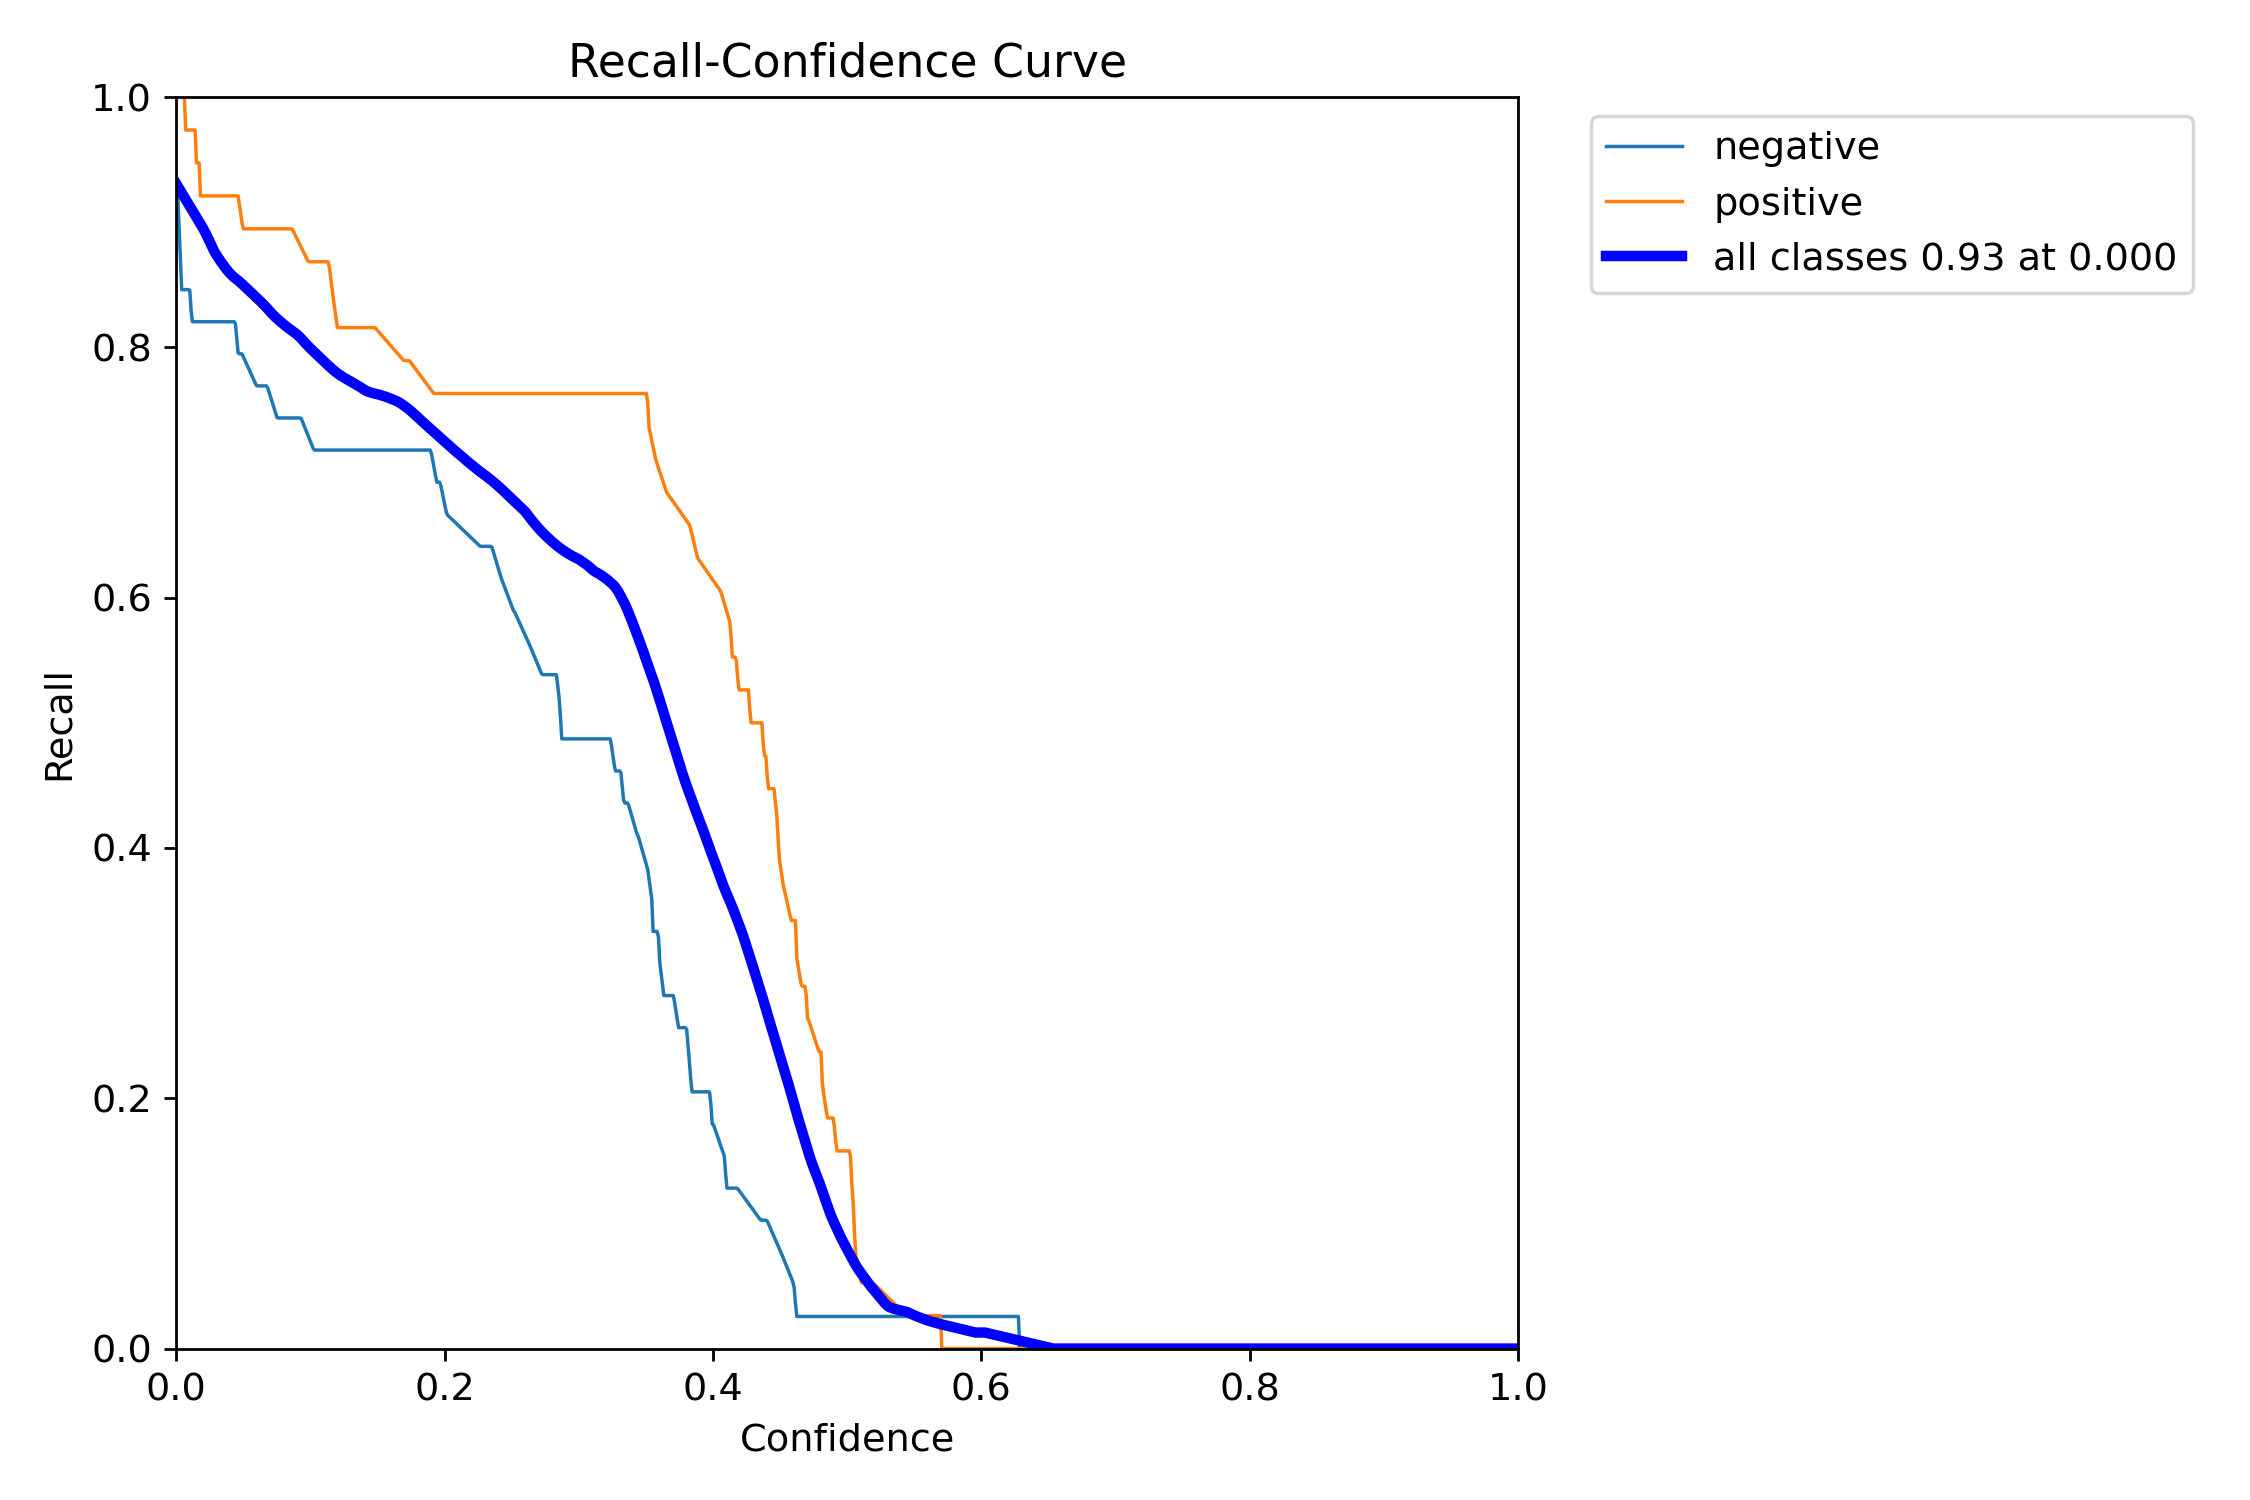 Recall-Confidence Curve
1.0
0.8
0.6
0.4
0.2
0.0
Recall
0.0 0.2 0.4 0.6 0.8 1.0
Confidence
negative
positive
all classes 0.93 at 0.000